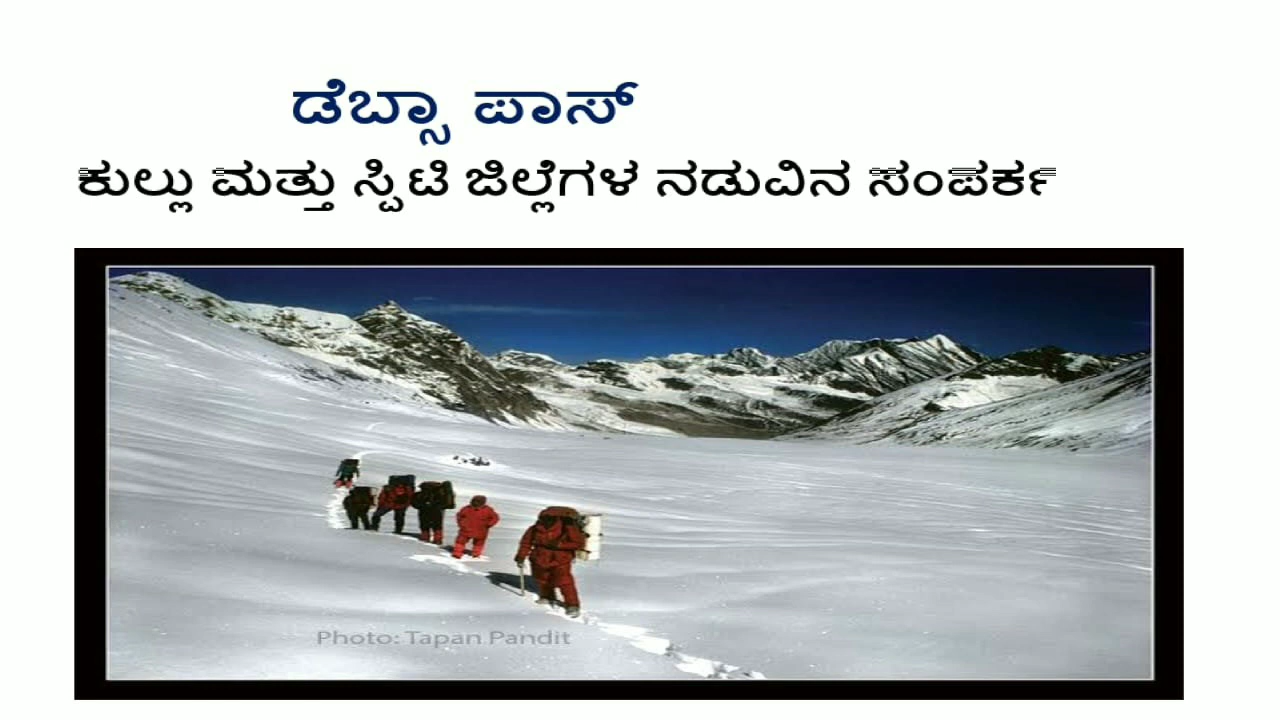 ಡೆಬ್ಸಾ ಪಾಸ್
ಕುಲ್ಲು ಮತ್ತು ಸ್ಪಿಟಿ ಜಿಲ್ಲೆಗಳ ನಡುವಿನ ಸಂಪರ್ಕ
Photo: Tapan Pandit